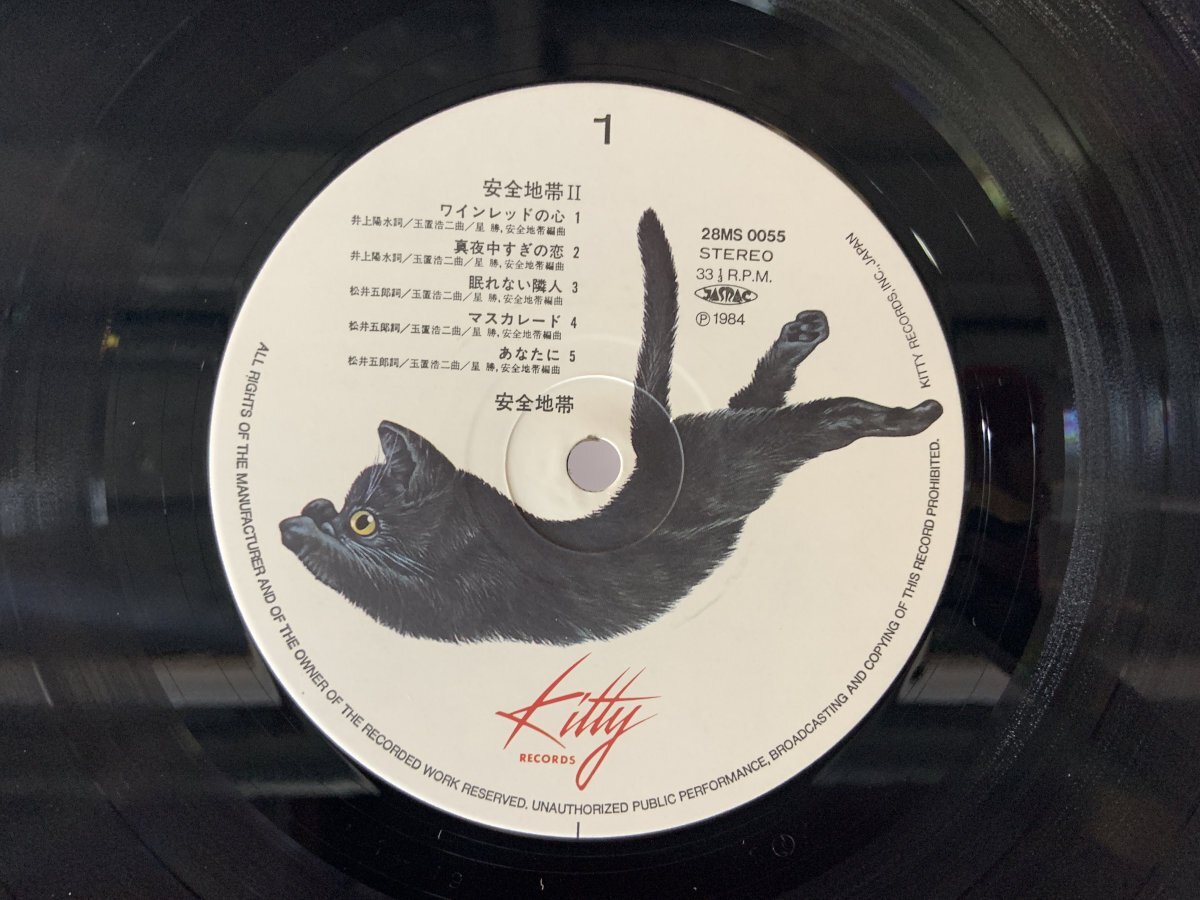 1
安全地帯II
ワインレッドの心 1
井上陽水詞/玉置浩二曲/星 勝,安全地帯編曲
真夜中すぎの恋 2
井上陽水詞/玉置浩二曲/星 勝,安全地帯編曲
眠れない隣人 3
松井五郎詞/玉置浩二曲/星 勝,安全地帯編曲
マスカレード 4
松井五郎詞/玉置浩二曲/星 勝,安全地帯編曲
あなたに 5
松井五郎詞/玉置浩二曲/星 勝,安全地帯編曲
安全地帯
28MS 0055
STEREO
33 1/3 R.P.M.
JASRAC
Ⓟ 1984
Kitty
RECORDS
ALL RIGHTS OF THE MANUFACTURER AND OF THE OWNER OF THE RECORDED WORK RESERVED. UNAUTHORIZED PUBLIC PERFORMANCE, BROADCASTING AND COPYING OF THIS RECORD PROHIBITED.
KITTY RECORDS, INC., JAPAN